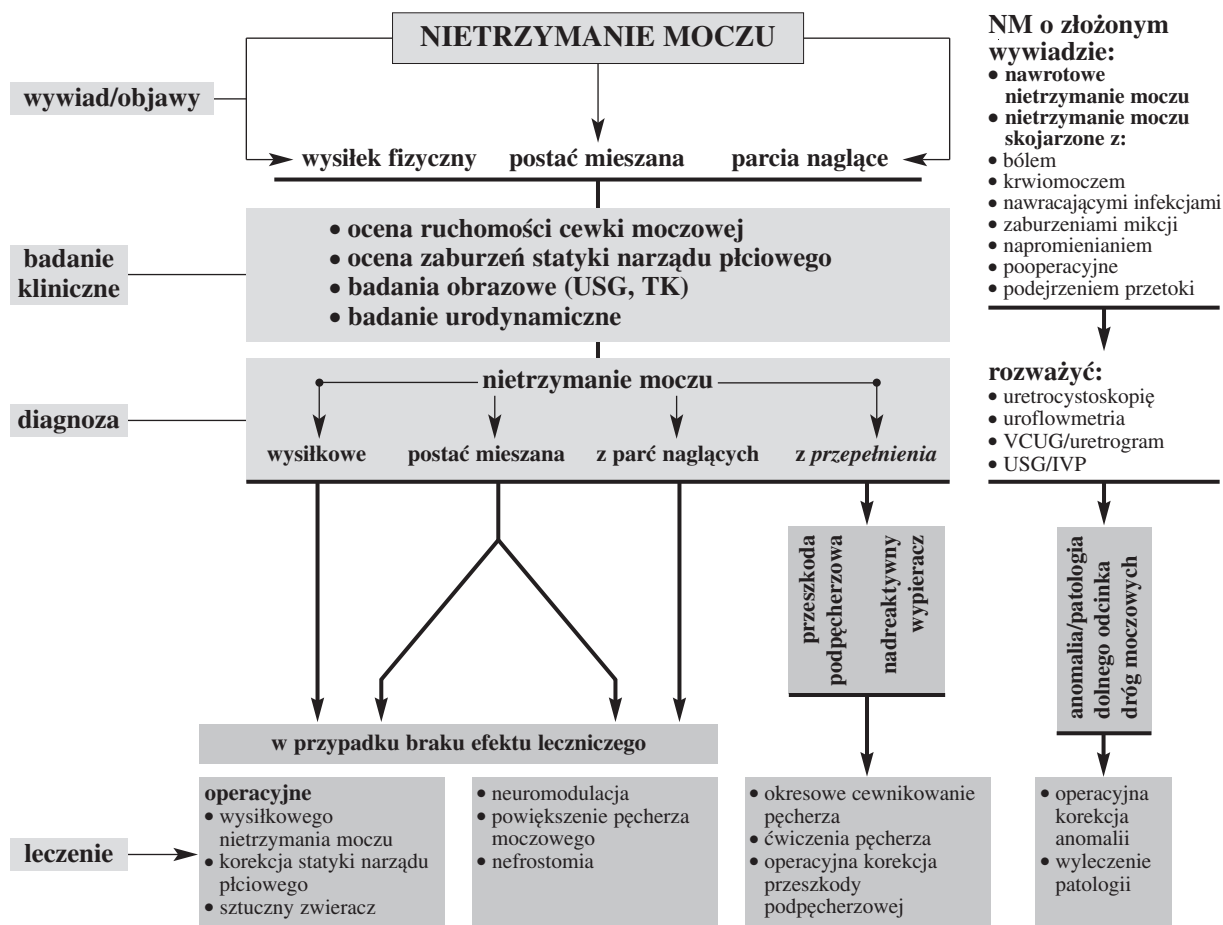 NIETRZYMANIE MOCZU
wywiad/objawy
wysiłek fizyczny
postać mieszana
parcia naglące
badanie
kliniczne
• ocena ruchomości cewki moczowej
• ocena zaburzeń statyki narządu płciowego
• badania obrazowe (USG, TK)
• badanie urodynamiczne
diagnoza
nietrzymanie moczu
wysiłkowe
postać mieszana
z parć naglących
z przepełnienia
przeszkoda
podpęcherzowa
nadreaktywny
wypieracz
w przypadku braku efektu leczniczego
leczenie
operacyjne
• wysiłkowego
nietrzymania moczu
• korekcja statyki narządu
płciowego
• sztuczny zwieracz
• neuromodulacja
• powiększenie pęcherza
moczowego
• nefrostomia
• okresowe cewnikowanie
pęcherza
• ćwiczenia pęcherza
• operacyjna korekcja
przeszkody
podpęcherzowej
NM o złożonym
wywiadzie:
• nawrotowe
nietrzymanie moczu
• nietrzymanie moczu
skojarzone z:
• bólem
• krwiomoczem
• nawracającymi infekcjami
• zaburzeniami mikcji
• napromienianiem
• pooperacyjne
• podejrzeniem przetoki
rozważyć:
• uretrocystoskopię
• uroflowmetria
• VCUG/uretrogram
• USG/IVP
anomalia/patologia
dolnego odcinka
dróg moczowych
• operacyjna
korekcja
anomalii
• wyleczenie
patologii